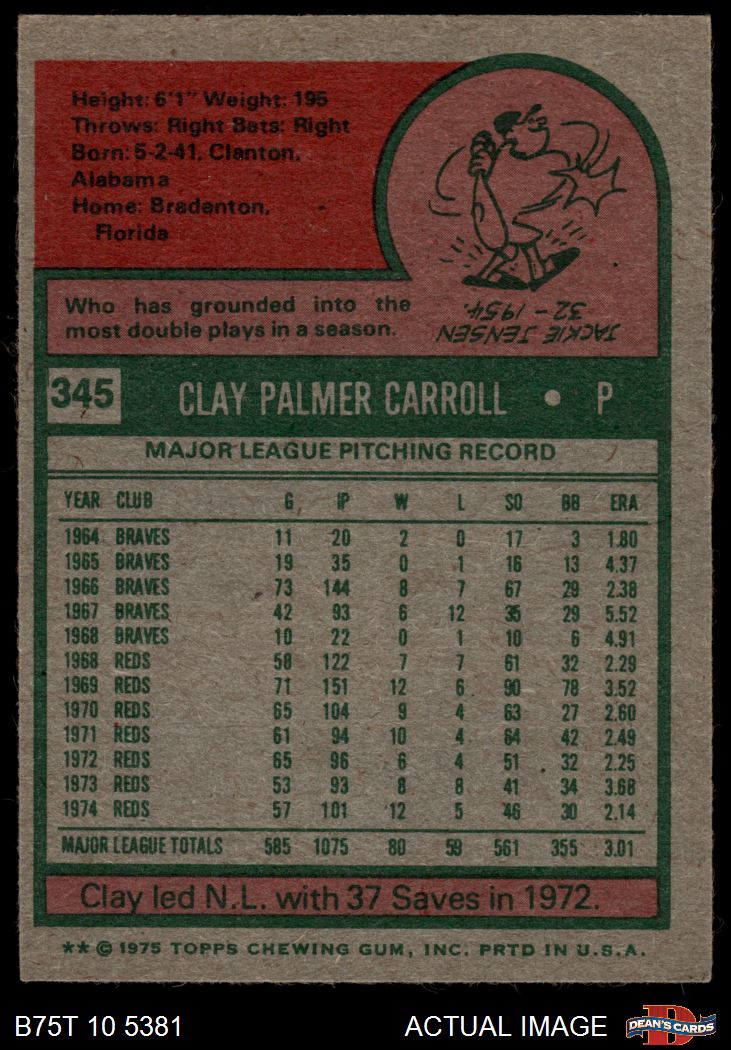 Height: 6'1" Weight: 195
Throws: Right Bats: Right
Born: 5-2-41, Clanton,
Alabama
Home: Bradenton,
Florida
Who has grounded into the
most double plays in a season.
JACKIE JENSEN
32 - 1954.
345 CLAY PALMER CARROLL • P
MAJOR LEAGUE PITCHING RECORD
YEAR CLUB G IP W L SO BB ERA
1964 BRAVES 11 20 2 0 17 3 1.80
1965 BRAVES 19 35 0 1 16 13 4.37
1966 BRAVES 73 144 8 7 67 29 2.38
1967 BRAVES 42 93 6 12 35 29 5.52
1968 BRAVES 10 22 0 1 10 6 4.91
1968 REDS 58 122 7 7 61 32 2.29
1969 REDS 71 151 12 6 90 78 3.52
1970 REDS 65 104 9 4 63 27 2.60
1971 REDS 61 94 10 4 64 42 2.49
1972 REDS 65 96 6 4 51 32 2.25
1973 REDS 53 93 8 8 41 34 3.68
1974 REDS 57 101 12 5 46 30 2.14
MAJOR LEAGUE TOTALS 585 1075 80 59 561 355 3.01
Clay led N.L. with 37 Saves in 1972.
** © 1975 TOPPS CHEWING GUM, INC. PRTD IN U.S.A.
B75T 10 5381 ACTUAL IMAGE DEAN'S CARDS